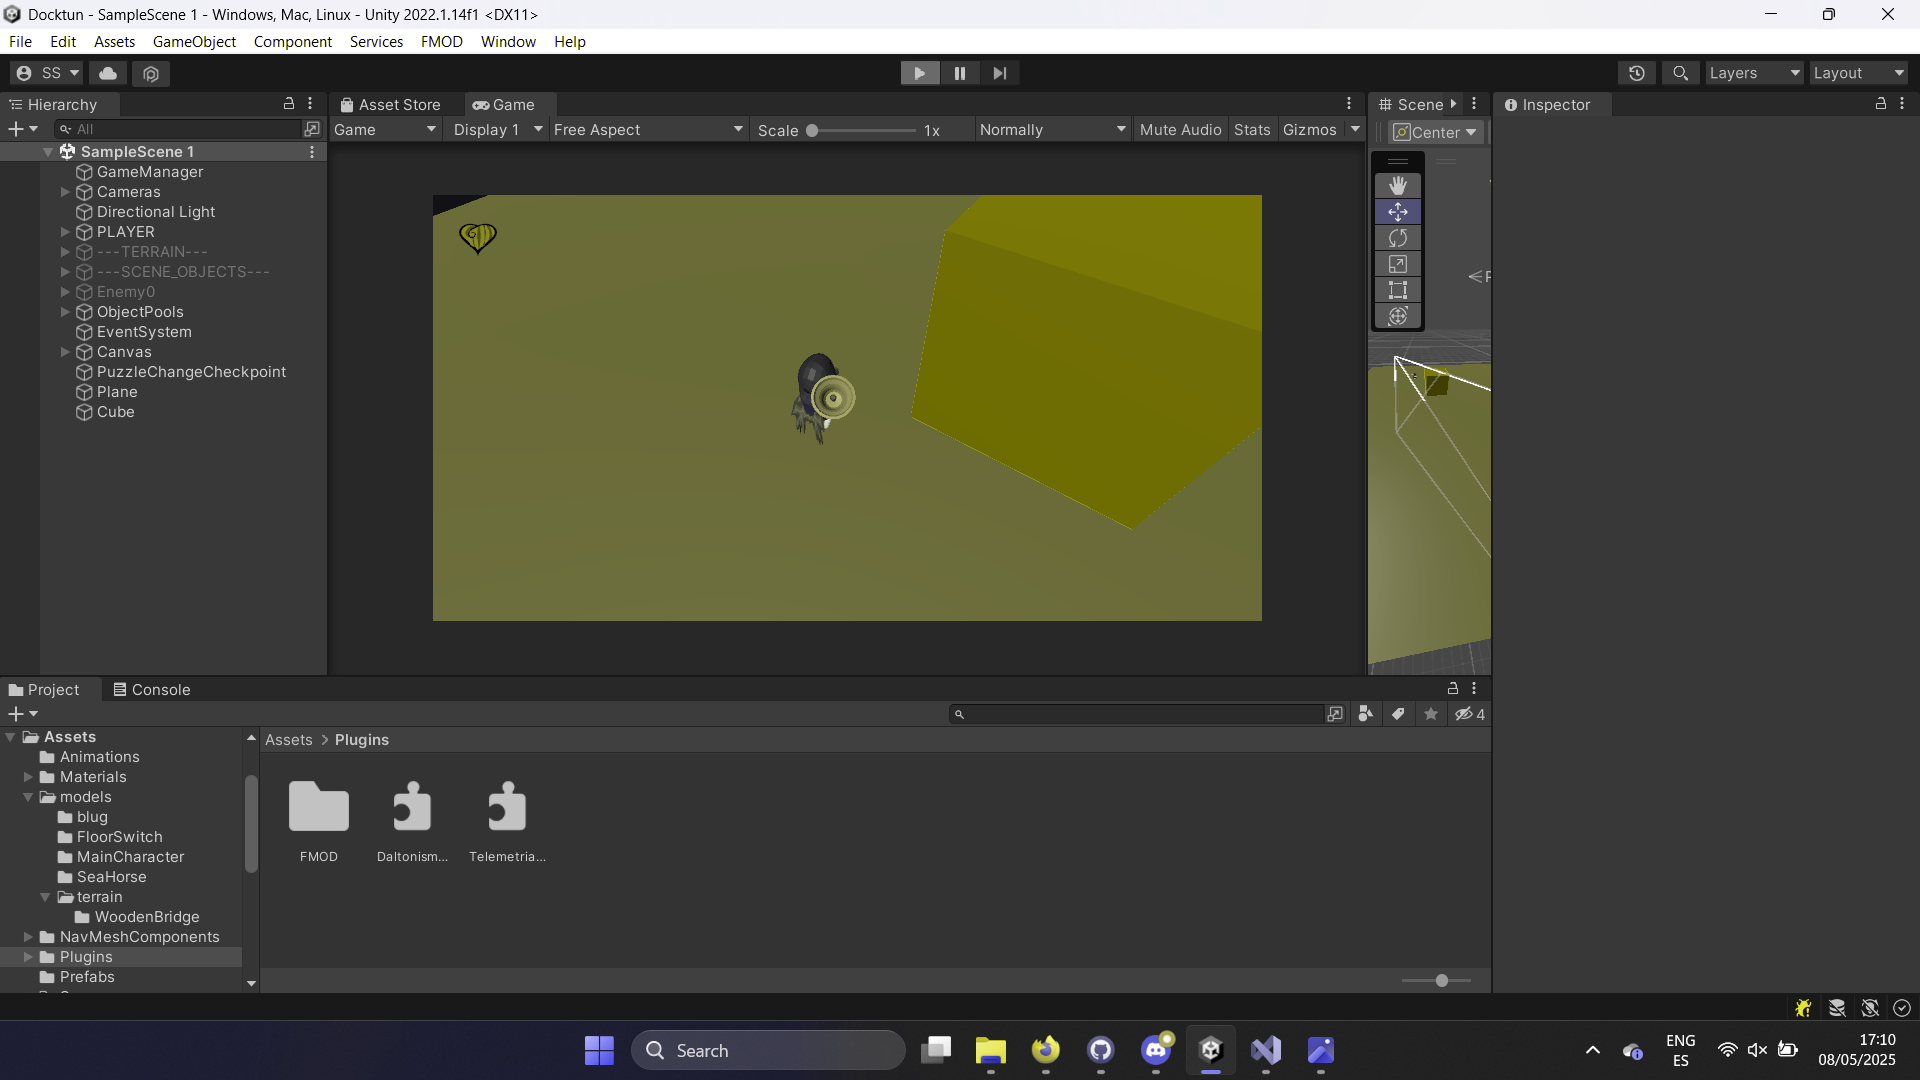 Docktun - SampleScene 1 - Windows, Mac, Linux - Unity 2022.1.14f1 <DX11>
File Edit Assets GameObject Component Services FMOD Window Help
SS
Layers
Layout
Hierarchy
All
SampleScene 1
GameManager
Cameras
Directional Light
PLAYER
---TERRAIN---
---SCENE_OBJECTS---
Enemy0
ObjectPools
EventSystem
Canvas
PuzzleChangeCheckpoint
Plane
Cube
Asset Store Game
Game Display 1 Free Aspect Scale 1x Normally Mute Audio Stats Gizmos
Scene
Center
Inspector
Project Console
4
Assets
Animations
Materials
models
blug
FloorSwitch
MainCharacter
SeaHorse
terrain
WoodenBridge
NavMeshComponents
Plugins
Prefabs
Assets > Plugins
FMOD Daltonism... Telemetria...
Search
ENG
ES
17:10
08/05/2025